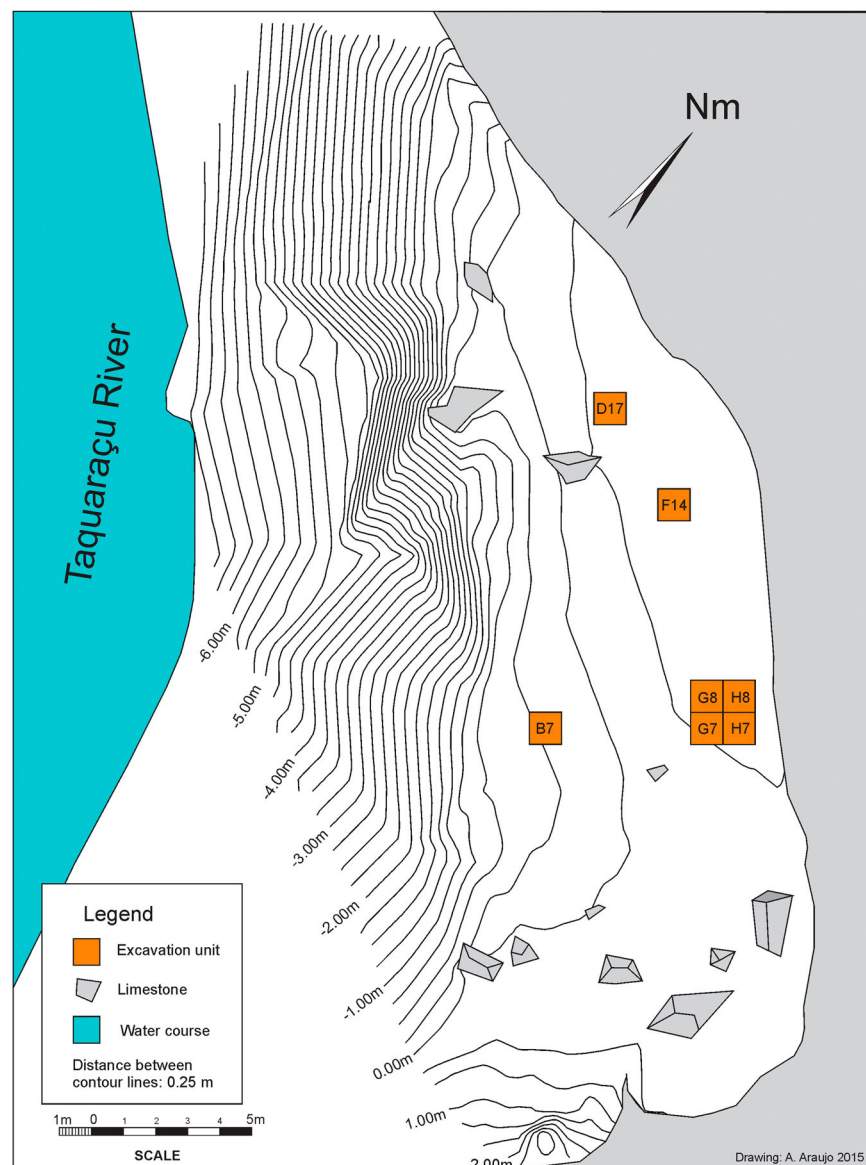 Nm
Taquaraçu River
D17
F14
G8
H8
G7
H7
B7
-6.00m
-5.00m
-4.00m
-3.00m
-2.00m
-1.00m
0.00m
1.00m
2.00m
Legend
Excavation unit
Limestone
Water course
Distance between
contour lines: 0.25 m
1m 0 1 2 3 4 5m
SCALE
Drawing: A. Araujo 2015